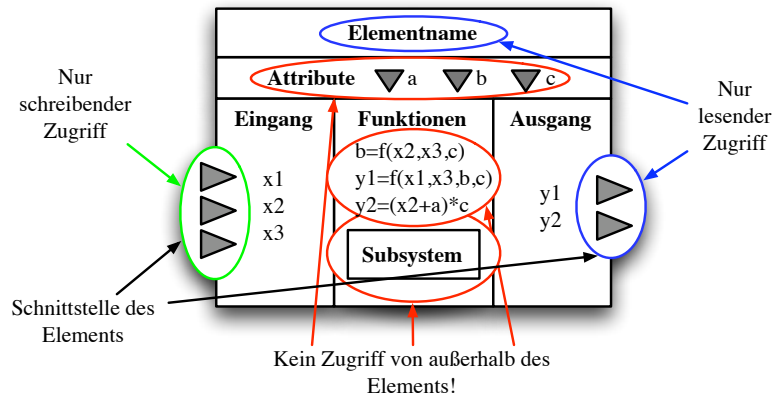 Elementname
Attribute a b c
Nur
schreibender
Zugriff
Nur
lesender
Zugriff
Eingang Funktionen Ausgang
b=f(x2,x3,c)
y1=f(x1,x3,b,c)
y2=(x2+a)*c
x1
x2
x3
y1
y2
Subsystem
Schnittstelle des
Elements
Kein Zugriff von außerhalb des
Elements!